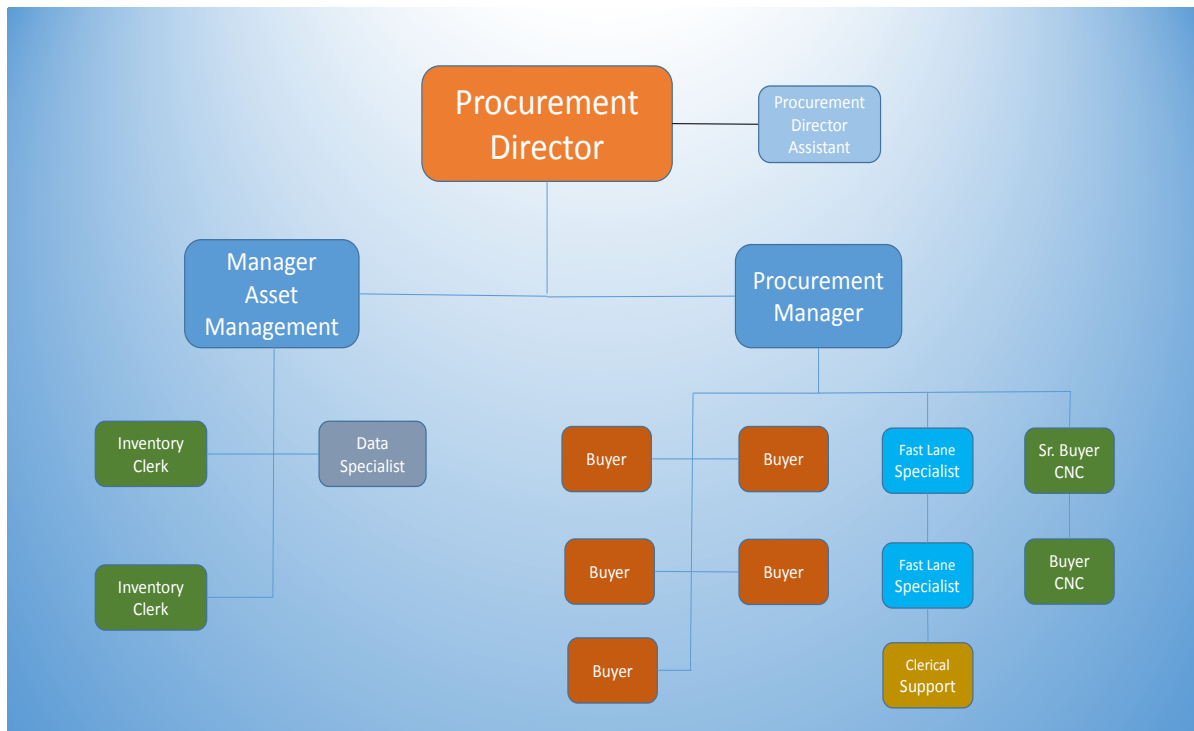 Procurement
Director
Procurement
Director
Assistant
Manager
Asset
Management
Procurement
Manager
Inventory
Clerk
Data
Specialist
Buyer
Buyer
Fast Lane
Specialist
Sr. Buyer
CNC
Inventory
Clerk
Buyer
Buyer
Fast Lane
Specialist
Buyer
CNC
Buyer
Clerical
Support